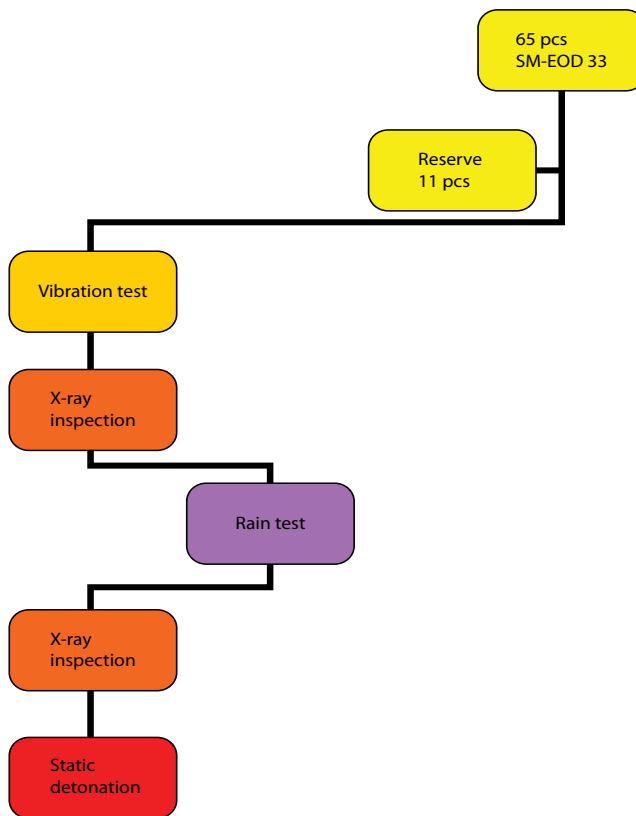 65 pcs
SM-EOD 33
Reserve
11 pcs
Vibration test
X-ray
inspection
Rain test
X-ray
inspection
Static
detonation